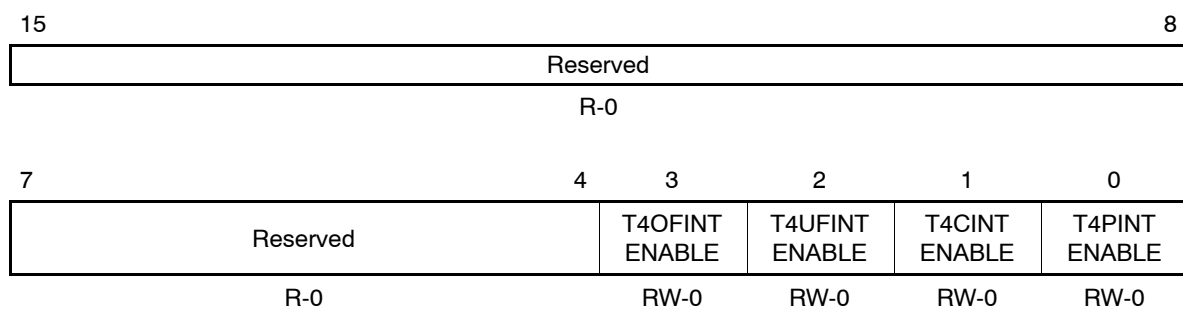 15 8
Reserved
R-0
7 4 3 2 1 0
Reserved T4OFINT ENABLE T4UFINT ENABLE T4CINT ENABLE T4PINT ENABLE
R-0 RW-0 RW-0 RW-0 RW-0